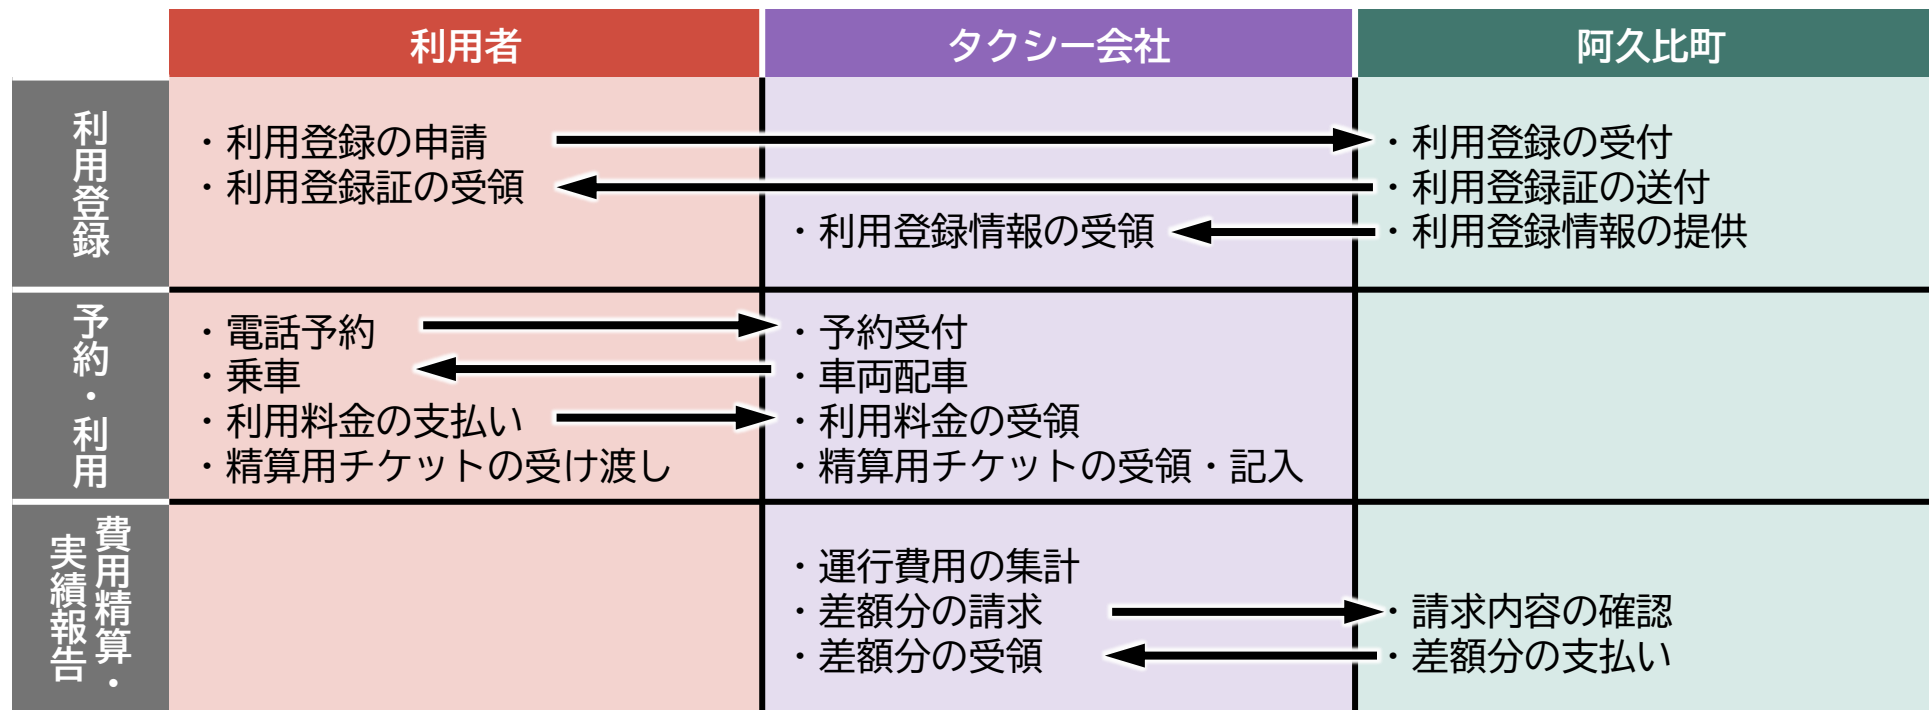 利用者
タクシー会社
阿久比町
利用登録
・利用登録の申請
・利用登録証の受領
・利用登録情報の受領
・利用登録の受付
・利用登録証の送付
・利用登録情報の提供
予約・利用
・電話予約
・乗車
・利用料金の支払い
・精算用チケットの受け渡し
・予約受付
・車両配車
・利用料金の受領
・精算用チケットの受領・記入
費用精算・
実績報告
・運行費用の集計
・差額分の請求
・差額分の受領
・請求内容の確認
・差額分の支払い